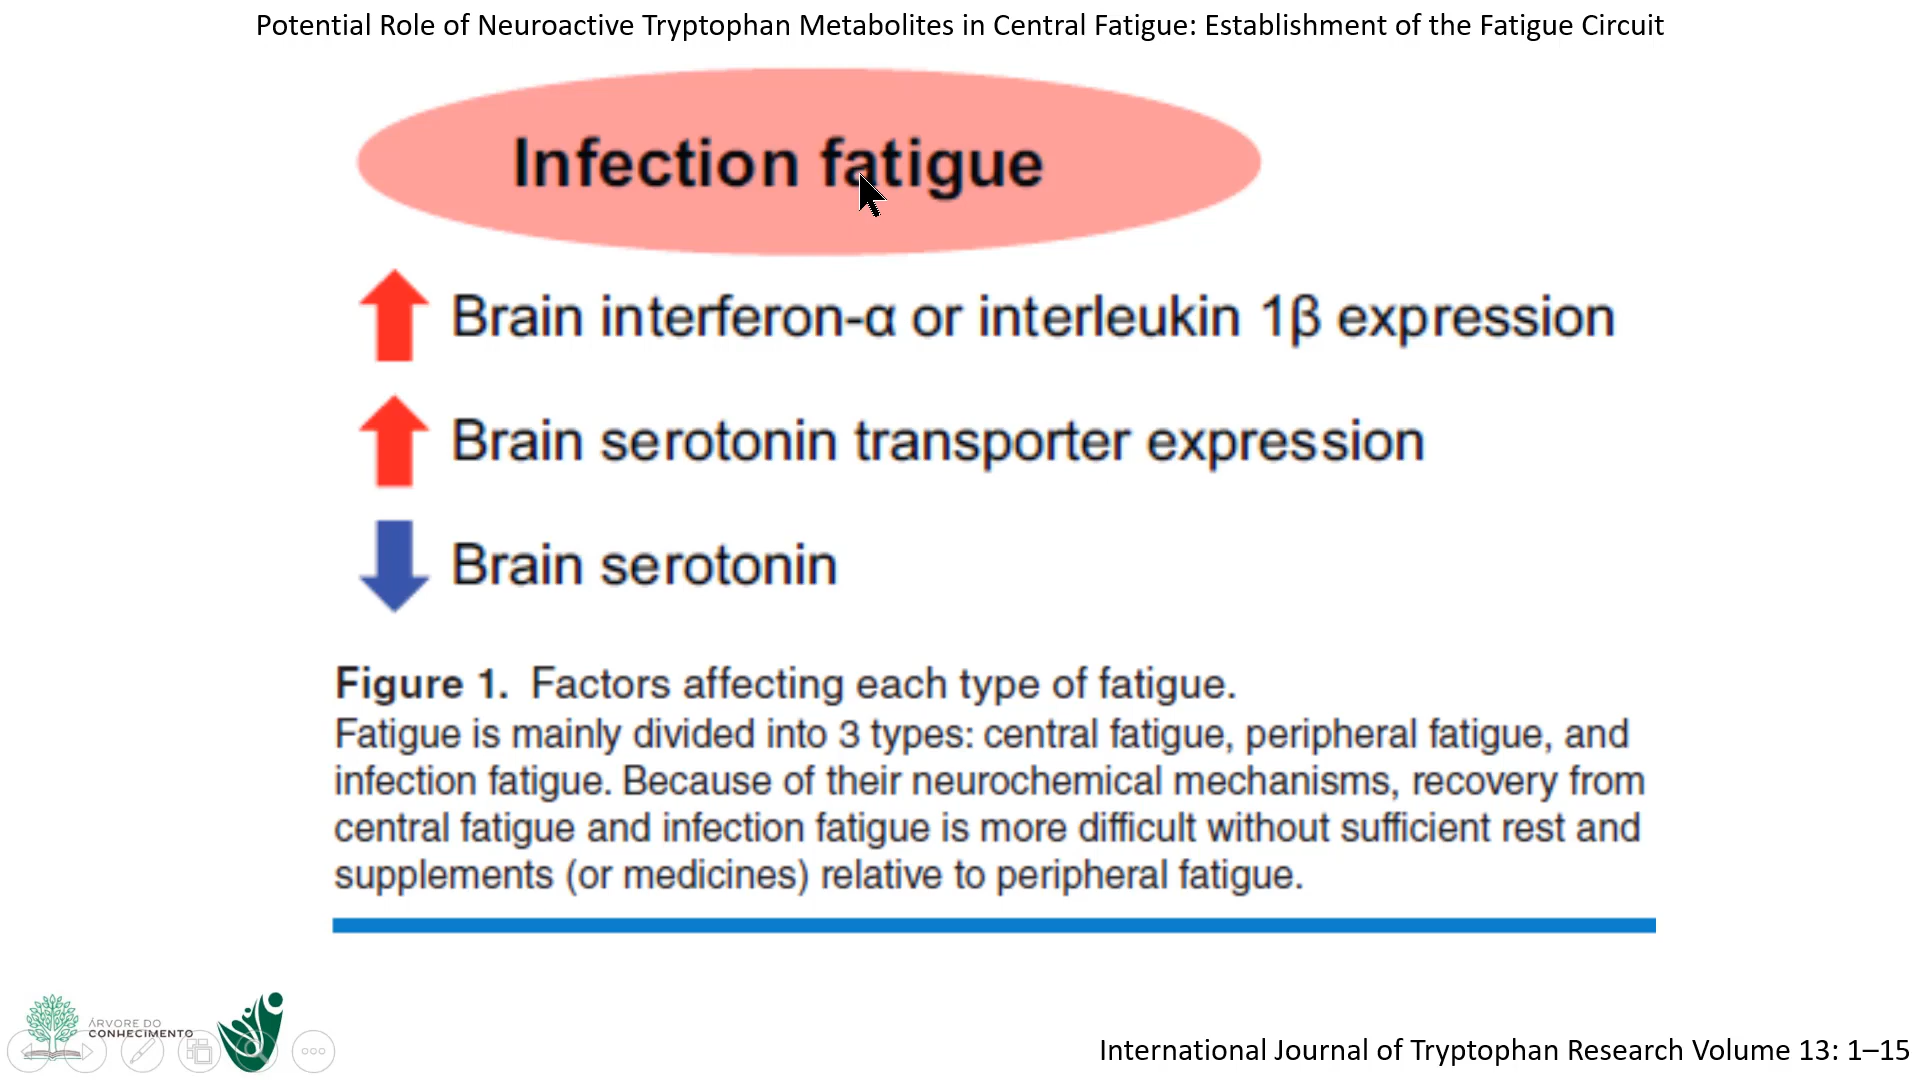 Potential Role of Neuroactive Tryptophan Metabolites in Central Fatigue: Establishment of the Fatigue Circuit
Infection fatigue
Brain interferon-α or interleukin 1β expression
Brain serotonin transporter expression
Brain serotonin
Figure 1. Factors affecting each type of fatigue.
Fatigue is mainly divided into 3 types: central fatigue, peripheral fatigue, and
infection fatigue. Because of their neurochemical mechanisms, recovery from
central fatigue and infection fatigue is more difficult without sufficient rest and
supplements (or medicines) relative to peripheral fatigue.
ÁRVORE DO
CONHECIMENTO
International Journal of Tryptophan Research Volume 13: 1–15